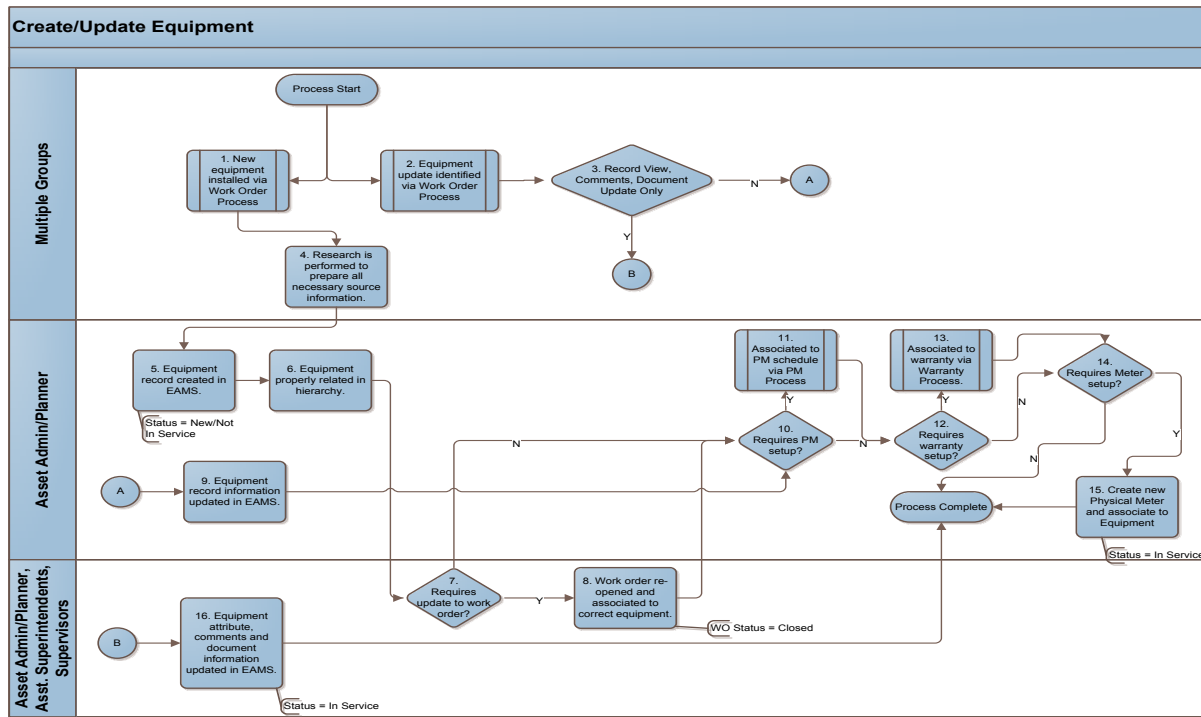 Create/Update Equipment
Multiple Groups
Process Start
1. New
equipment
installed via
Work Order
Process
2. Equipment
update identified
via Work Order
Process
3. Record View,
Comments, Document
Update Only
N
A
Y
B
4. Research is
performed to
prepare all
necessary source
information.
Asset Admin/Planner
5. Equipment
record created in
EAMS.
Status = New/Not
In Service
6. Equipment
properly related in
hierarchy.
N
11.
Associated to
PM schedule
via PM
Process
Y
10.
Requires PM
setup?
N
13.
Associated to
warranty via
Warranty
Process.
Y
12.
Requires
warranty
setup?
N
14.
Requires Meter
setup?
Y
N
A
9. Equipment
record information
updated in EAMS.
Process Complete
15. Create new
Physical Meter
and associate to
Equipment
Status = In Service
Asset Admin/Planner,
Asst. Superintendents,
Supervisors
7.
Requires
update to work
order?
Y
8. Work order re-
opened and
associated to
correct equipment.
WO Status = Closed
B
16. Equipment
attribute,
comments and
document
information
updated in EAMS.
Status = In Service